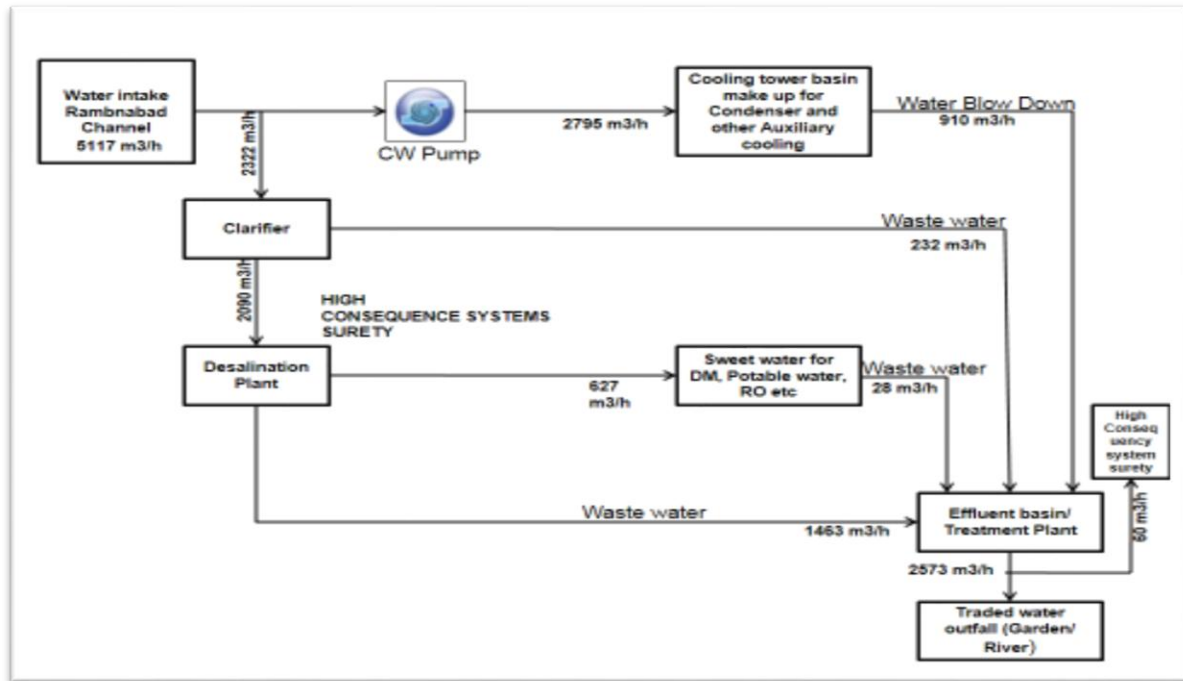 Water intake
Rambnabad
Channel
5117 m3/h
2322 m3/h
CW Pump
2795 m3/h
Cooling tower basin
make up for
Condenser and
other Auxiliary
cooling
Water Blow Down
910 m3/h
Clarifier
Waste water
232 m3/h
2090 m3/h
HIGH
CONSEQUENCE SYSTEMS
SURETY
Desalination
Plant
627
m3/h
Sweet water for
DM, Potable water,
RO etc
Waste water
28 m3/h
High
Conseq
uency
system
surety
60 m3/h
Waste water
1463 m3/h
Effluent basin/
Treatment Plant
2573 m3/h
Traded water
outfall (Garden/
River)